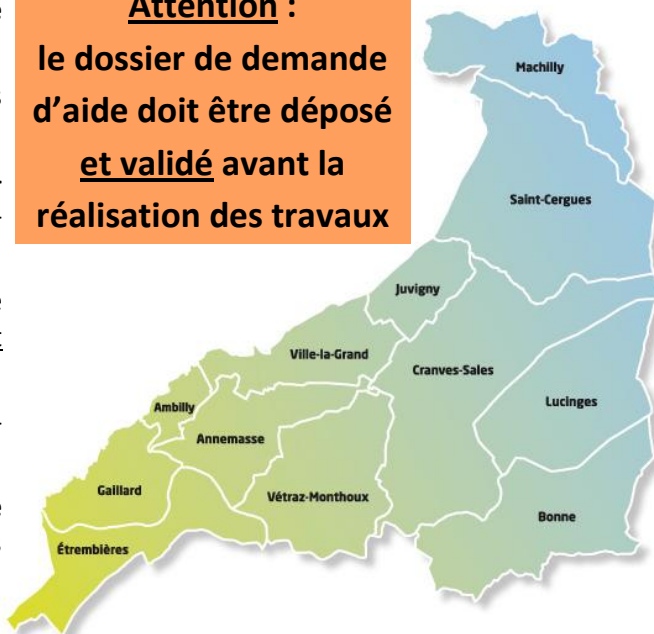 Attention :
le dossier de demande
d’aide doit être déposé
et validé avant la
réalisation des travaux
Machilly
Saint-Cergues
Juvigny
Ville-la-Grand
Cranves-Sales
Lucinges
Ambilly
Annemasse
Gaillard
Vétraz-Monthoux
Bonne
Étrembières